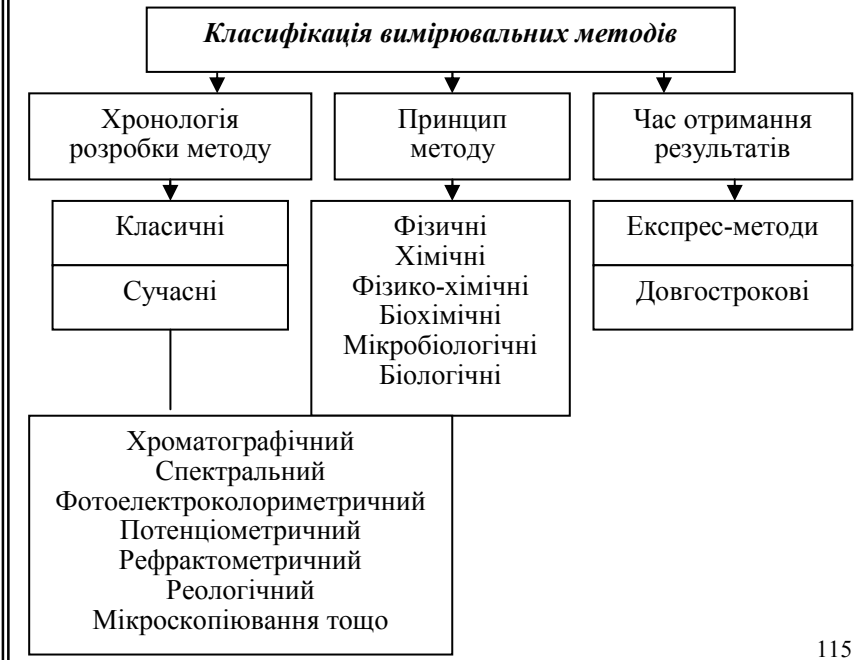 Класифікація вимірювальних методів
Хронологія
розробки методу
Принцип
методу
Час отримання
результатів
Класичні
Сучасні
Фізичні
Хімічні
Фізико-хімічні
Біохімічні
Мікробіологічні
Біологічні
Експрес-методи
Довгострокові
Хроматографічний
Спектральний
Фотоелектроколориметричний
Потенціометричний
Рефрактометричний
Реологічний
Мікроскопіювання тощо
115